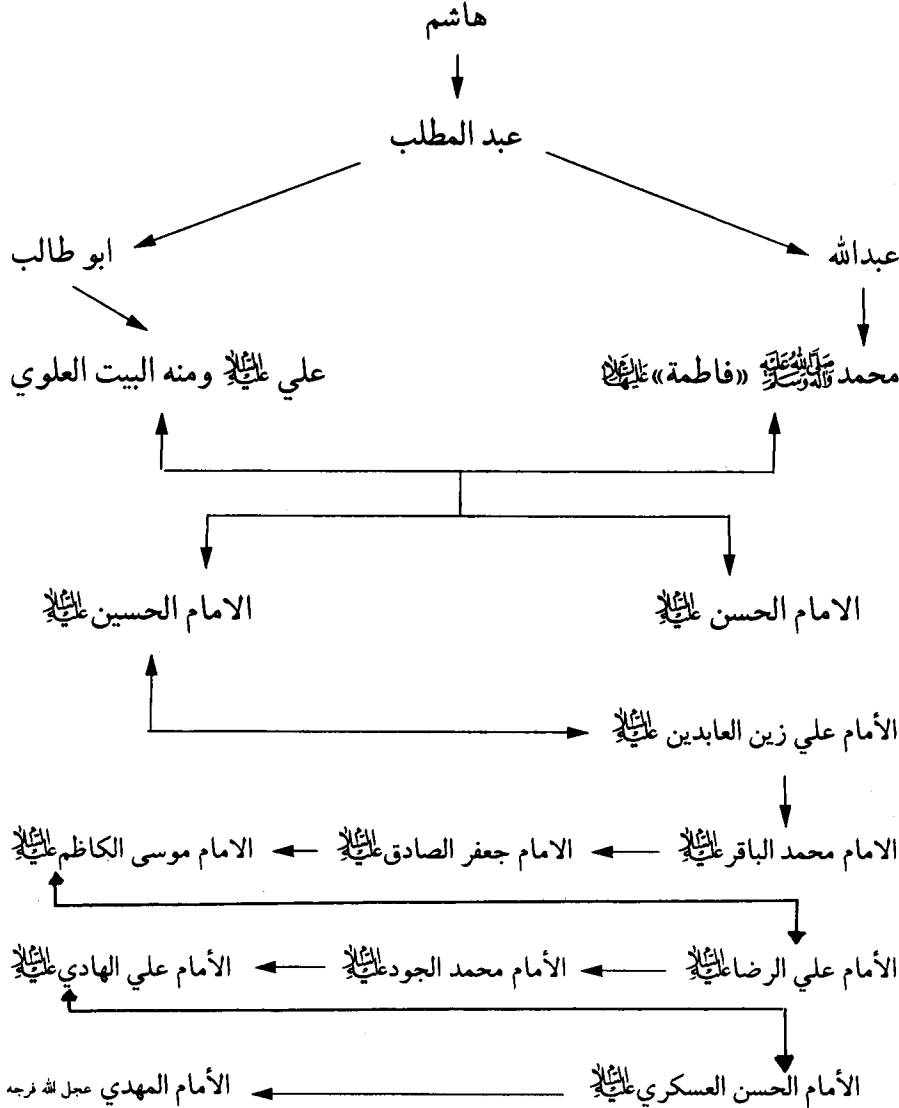 هاشم
عبد المطلب
عبدالله ابو طالب
محمد ﷺ «فاطمة» عليها السلام علي عليه السلام ومنه البيت العلوي
الامام الحسن عليه السلام الامام الحسين عليه السلام
الأمام علي زين العابدين عليه السلام
الامام محمد الباقر عليه السلام الامام جعفر الصادق عليه السلام الامام موسى الكاظم عليه السلام
الأمام علي الرضا عليه السلام الأمام محمد الجود عليه السلام الأمام علي الهادي عليه السلام
الأمام الحسن العسكري عليه السلام الأمام المهدي عجل الله فرجه